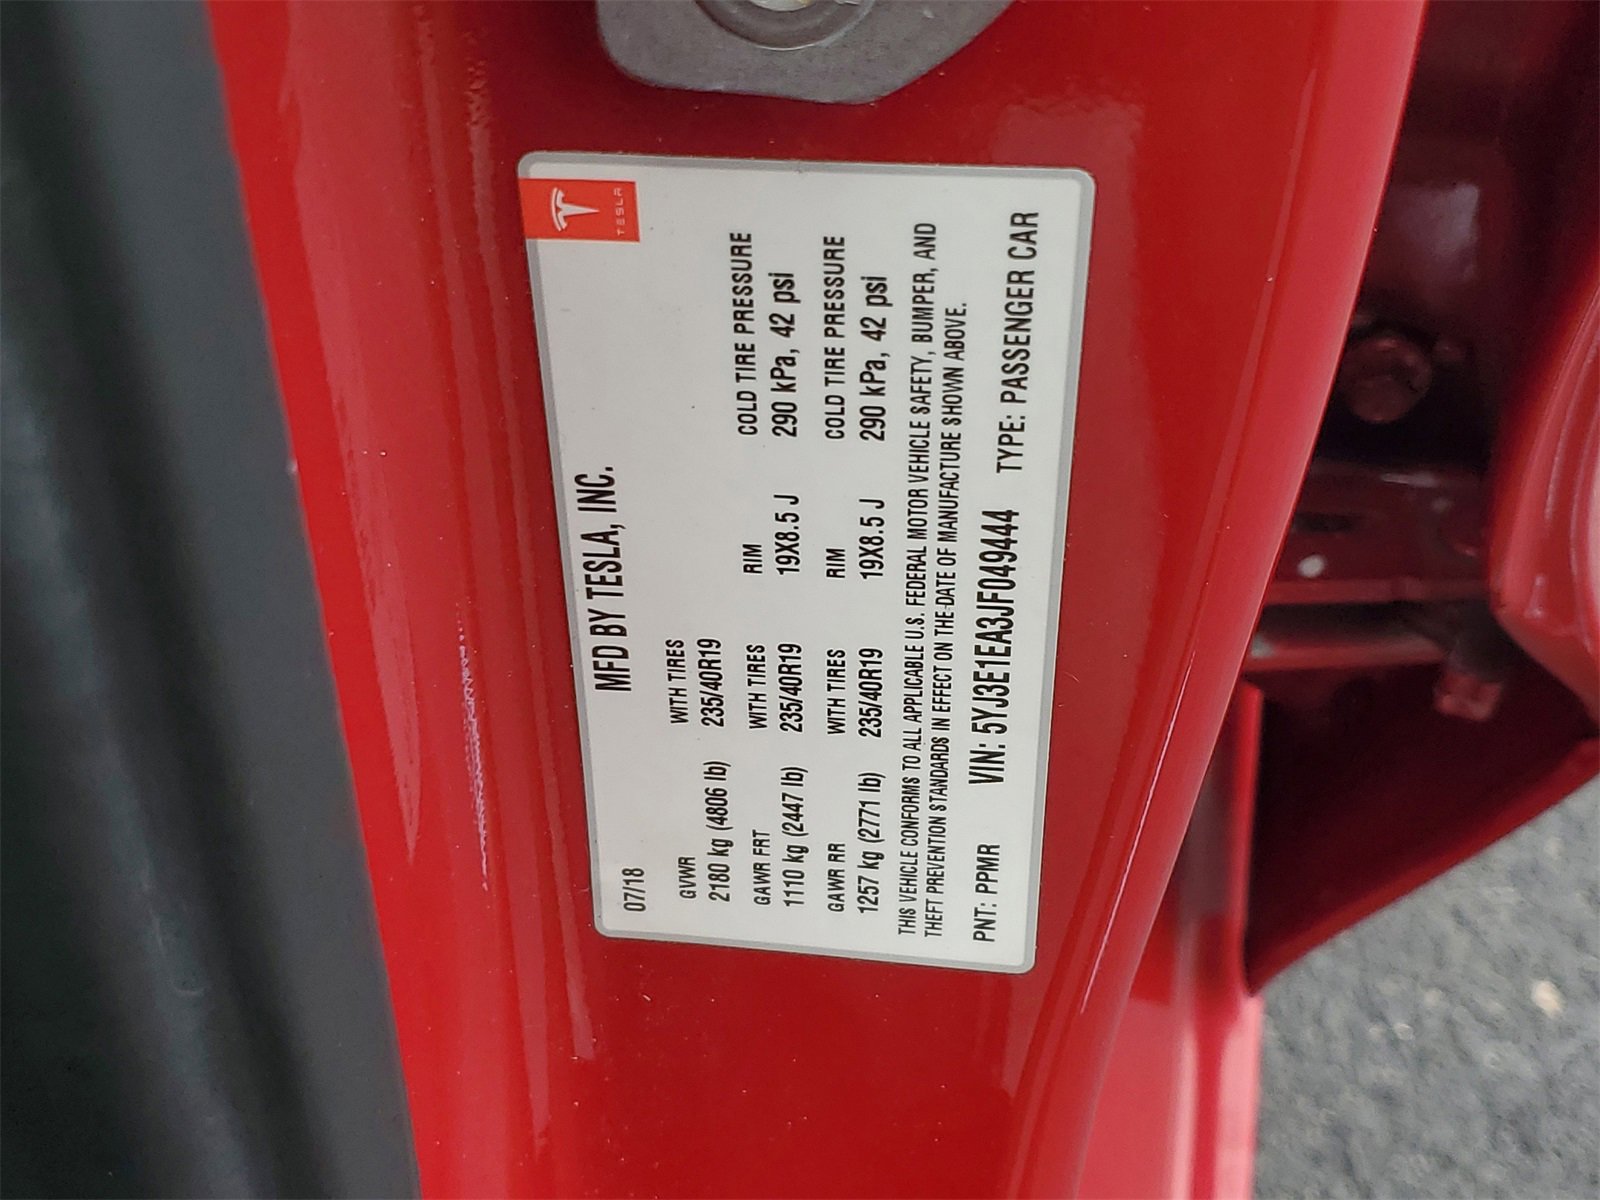 TESLA
07/18 MFD BY TESLA, INC.
GVWR WITH TIRES
2180 kg (4806 lb) 235/40R19
GAWR FRT WITH TIRES RIM COLD TIRE PRESSURE
1110 kg (2447 lb) 235/40R19 19X8.5 J 290 kPa, 42 psi
GAWR RR WITH TIRES RIM COLD TIRE PRESSURE
1257 kg (2771 lb) 235/40R19 19X8.5 J 290 kPa, 42 psi
THIS VEHICLE CONFORMS TO ALL APPLICABLE U.S. FEDERAL MOTOR VEHICLE SAFETY, BUMPER, AND
THEFT PREVENTION STANDARDS IN EFFECT ON THE DATE OF MANUFACTURE SHOWN ABOVE.
PNT: PPMR VIN: 5YJ3E1EA3JF049444 TYPE: PASSENGER CAR